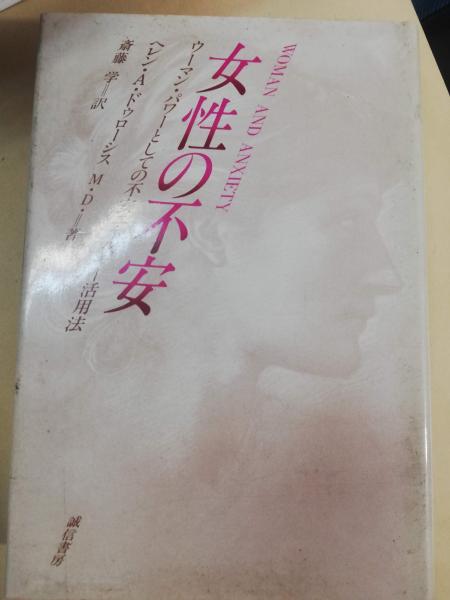 WOMAN AND ANXIETY
女性の不安
ウーマン・パワーとしての不安
活用法
ヘレン・A・ドゥローシス M・D・=著
斎藤 学=訳
誠信書房